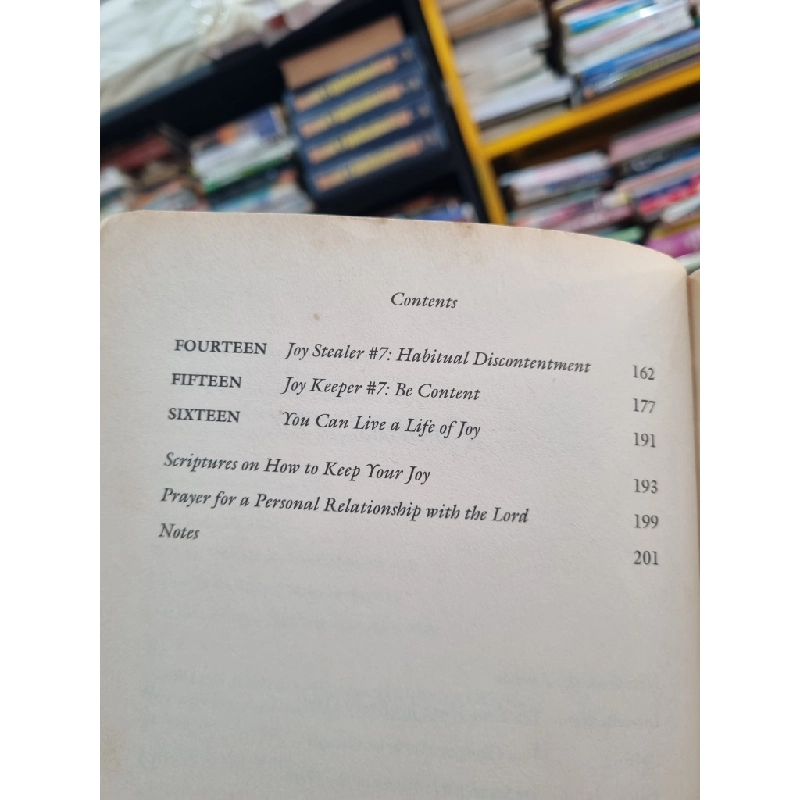 Contents
FOURTEEN Joy Stealer #7: Habitual Discontentment 162
FIFTEEN Joy Keeper #7: Be Content 177
SIXTEEN You Can Live a Life of Joy 191
Scriptures on How to Keep Your Joy 193
Prayer for a Personal Relationship with the Lord 199
Notes 201